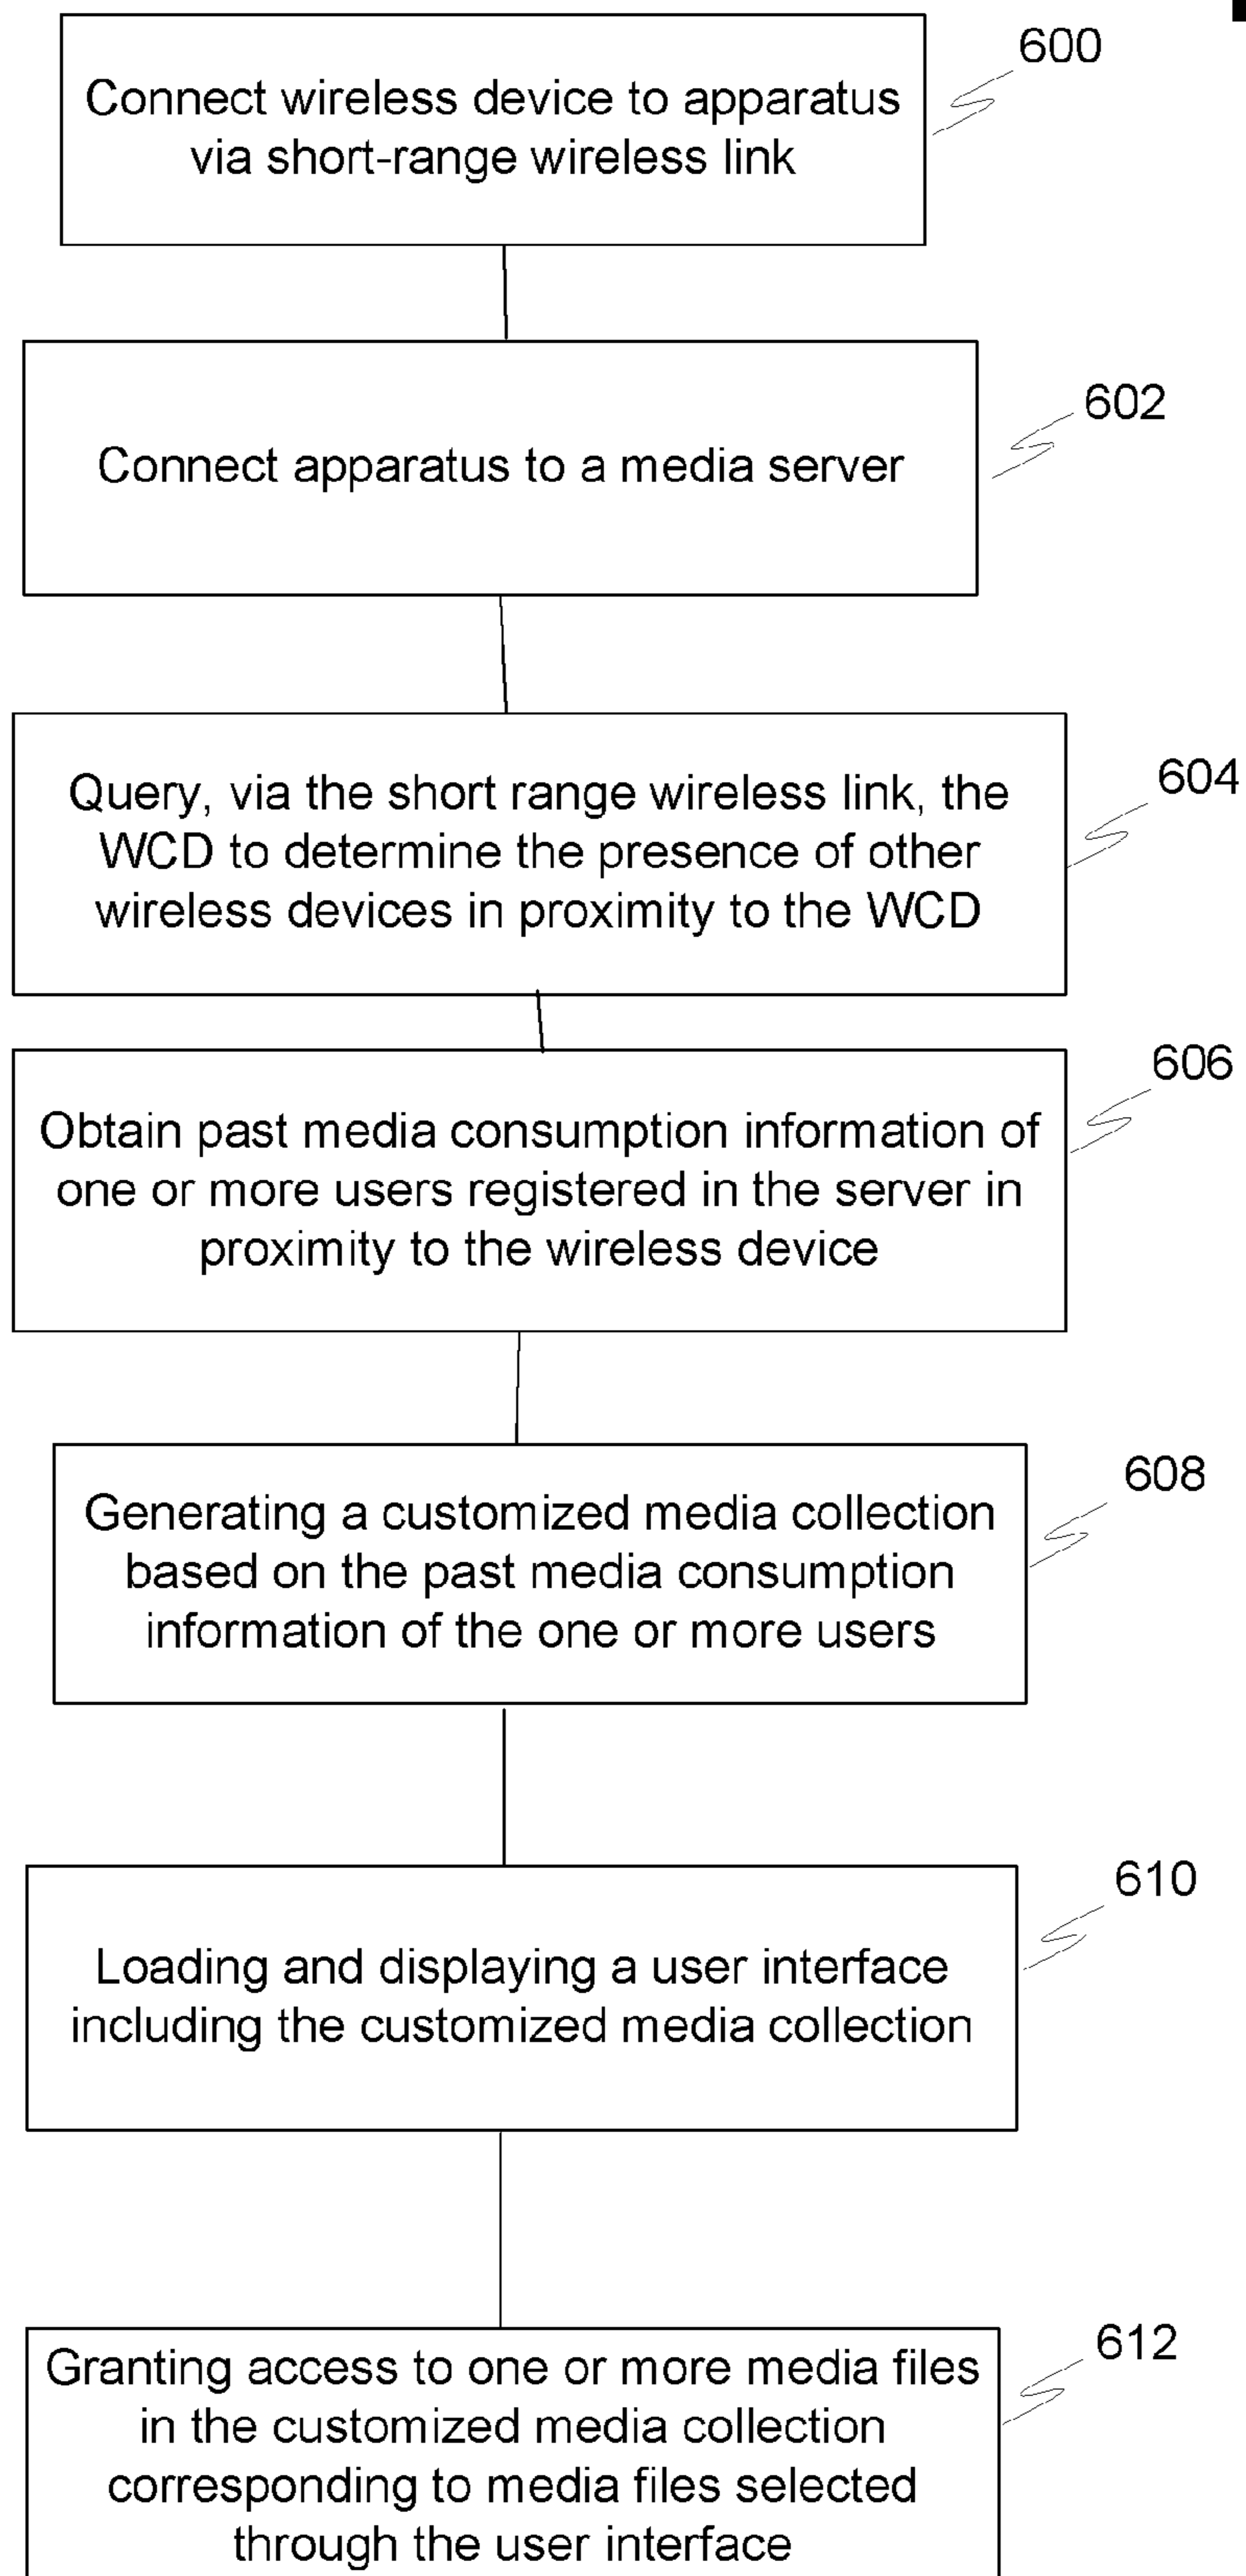 Connect wireless device to apparatus
via short-range wireless link
600
Connect apparatus to a media server
602
Query, via the short range wireless link, the
WCD to determine the presence of other
wireless devices in proximity to the WCD
604
Obtain past media consumption information of
one or more users registered in the server in
proximity to the wireless device
606
Generating a customized media collection
based on the past media consumption
information of the one or more users
608
Loading and displaying a user interface
including the customized media collection
610
Granting access to one or more media files
in the customized media collection
corresponding to media files selected
through the user interface
612